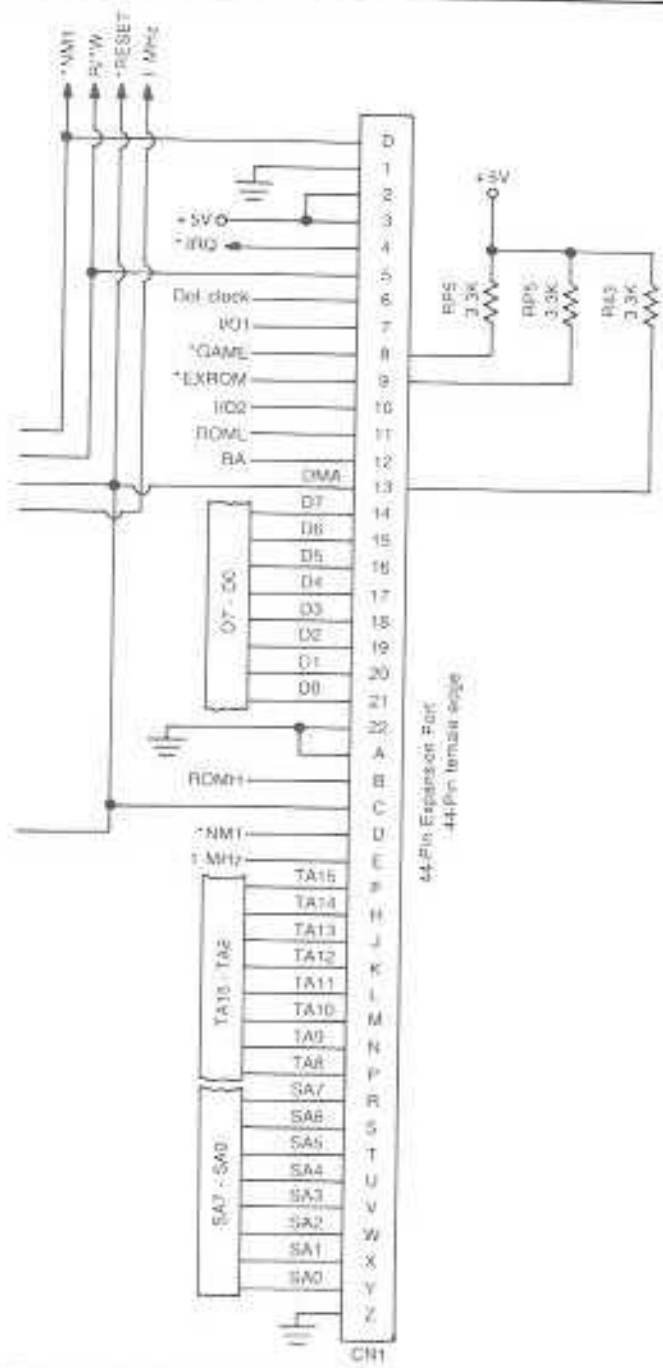 *NM1
R/*W
*RESET
1 MHz
D
1
2
+5V
3
*IRQ
4
5
Dot clock
6
I/O1
7
*GAME
8
*EXROM
9
I/O2
10
ROML
11
BA
12
DMA
13
D7
14
D6
15
D5
16
D4
17
D3
18
D2
19
D1
20
D0
21
22
A
ROMH
B
C
*NM1
D
1 MHz
E
TA15
F
TA14
H
TA13
J
TA12
K
TA11
L
TA10
M
TA9
N
TA8
P
SA7
R
SA6
S
SA5
T
SA4
U
SA3
V
SA2
W
SA1
X
SA0
Y
Z
CN1
D7 - D0
SA7 - SA0
+5V
RP5
3.3K
RP5
3.3K
R43
3.3K
44-Pin Expansion Port
44-Pin female edge